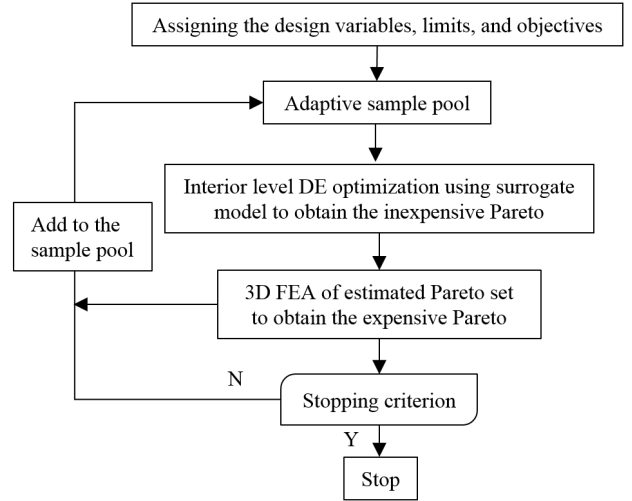 Assigning the design variables, limits, and objectives
Adaptive sample pool
Interior level DE optimization using surrogate
model to obtain the inexpensive Pareto
Add to the
sample pool
3D FEA of estimated Pareto set
to obtain the expensive Pareto
N
Stopping criterion
Y
Stop